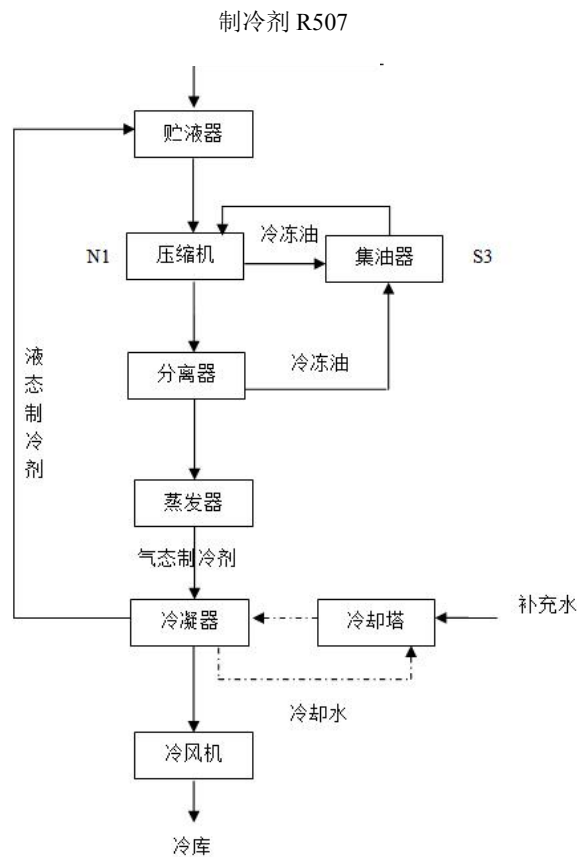 制冷剂 R507
贮液器
冷冻油
N1
压缩机
集油器
S3
液态制冷剂
分离器
冷冻油
蒸发器
气态制冷剂
冷凝器
冷却塔
补充水
冷却水
冷风机
冷库